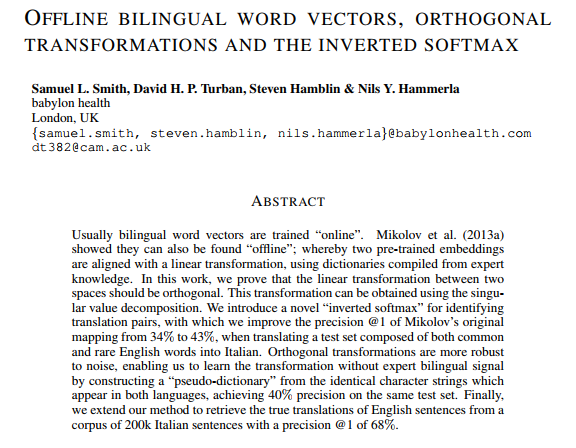 OFFLINE BILINGUAL WORD VECTORS, ORTHOGONAL
TRANSFORMATIONS AND THE INVERTED SOFTMAX
Samuel L. Smith, David H. P. Turban, Steven Hamblin & Nils Y. Hammerla
babylon health
London, UK
{samuel.smith, steven.hamblin, nils.hammerla}@babylonhealth.com
dt382@cam.ac.uk
ABSTRACT
Usually bilingual word vectors are trained “online”. Mikolov et al. (2013a)
showed they can also be found “offline”; whereby two pre-trained embeddings
are aligned with a linear transformation, using dictionaries compiled from expert
knowledge. In this work, we prove that the linear transformation between two
spaces should be orthogonal. This transformation can be obtained using the singu-
lar value decomposition. We introduce a novel “inverted softmax” for identifying
translation pairs, with which we improve the precision @1 of Mikolov’s original
mapping from 34% to 43%, when translating a test set composed of both common
and rare English words into Italian. Orthogonal transformations are more robust
to noise, enabling us to learn the transformation without expert bilingual signal
by constructing a “pseudo-dictionary” from the identical character strings which
appear in both languages, achieving 40% precision on the same test set. Finally,
we extend our method to retrieve the true translations of English sentences from a
corpus of 200k Italian sentences with a precision @1 of 68%.